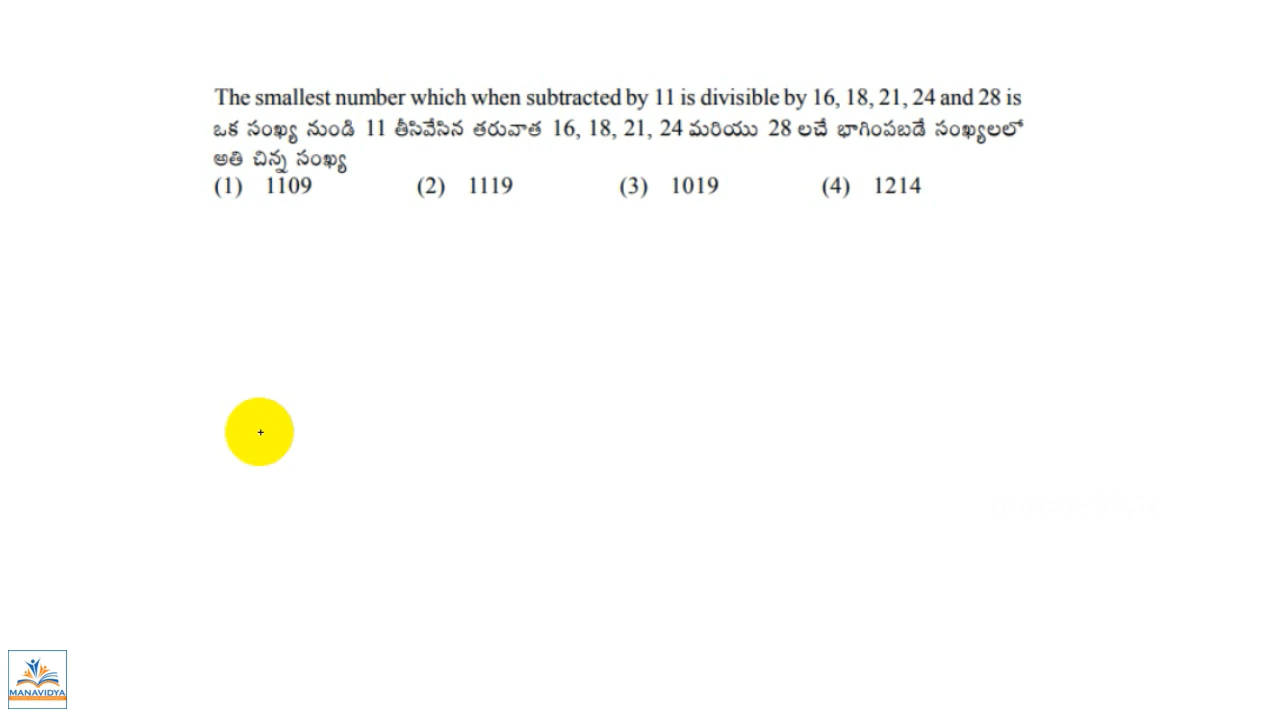 The smallest number which when subtracted by 11 is divisible by 16, 18, 21, 24 and 28 is
ఒక సంఖ్య నుండి 11 తీసివేసిన తరువాత 16, 18, 21, 24 మరియు 28 లచే భాగింపబడే సంఖ్యలలో
అతి చిన్న సంఖ్య
(1) 1109 (2) 1119 (3) 1019 (4) 1214
MANAVIDYA